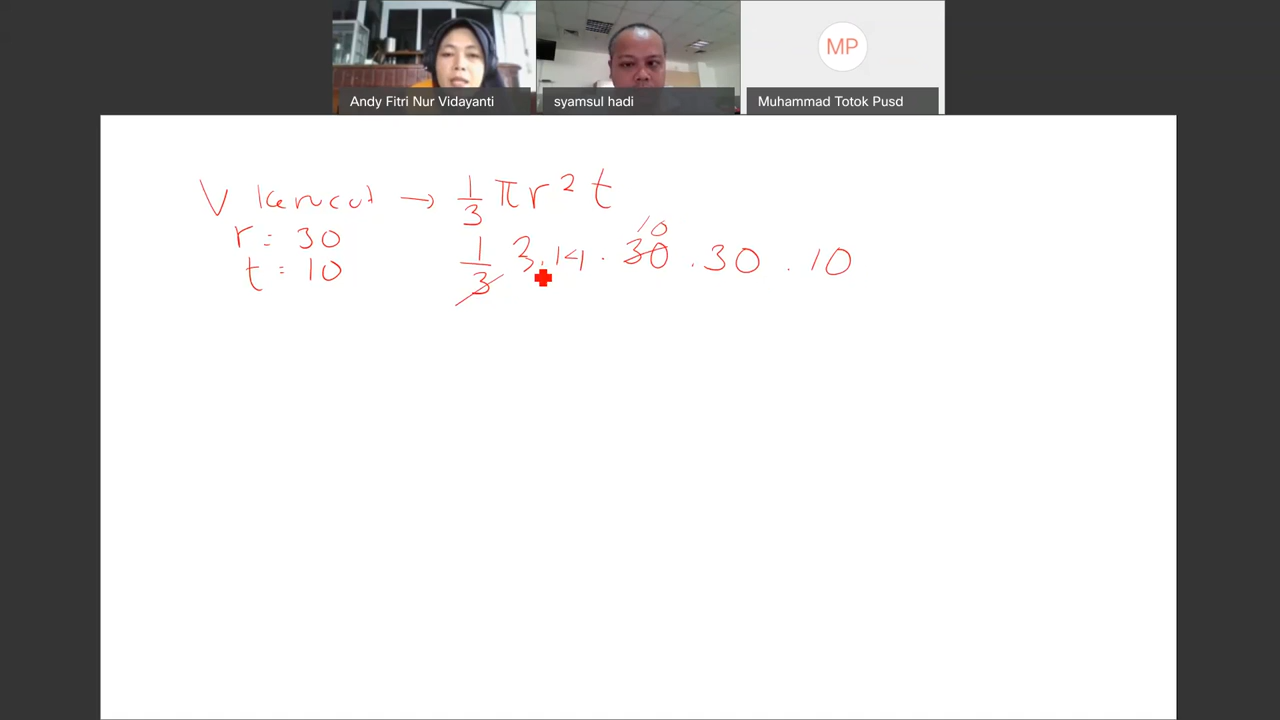 Andy Fitri Nur Vidayanti
syamsul hadi
MP
Muhammad Totok Pusd
V kerucut → 1/3 πr² t
r = 30
t = 10
1/3 3.14 . 30 . 30 . 10
10